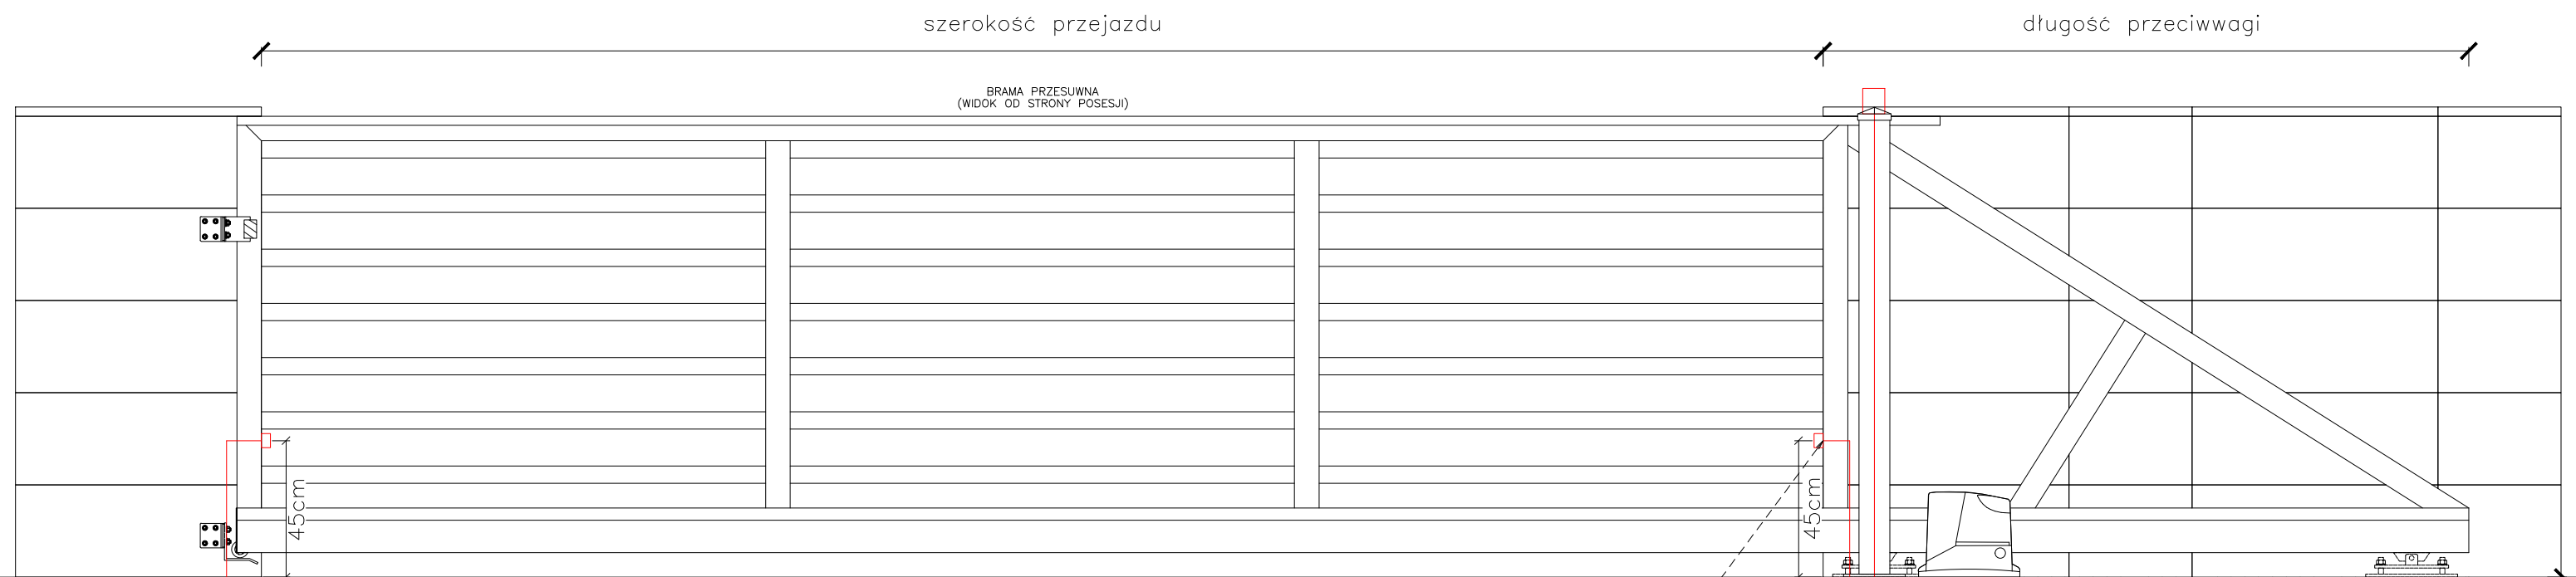 szerokość przejazdu
długość przeciwwagi
BRAMA PRZESUWNA
(WIDOK OD STRONY POSESJI)
45cm
45cm